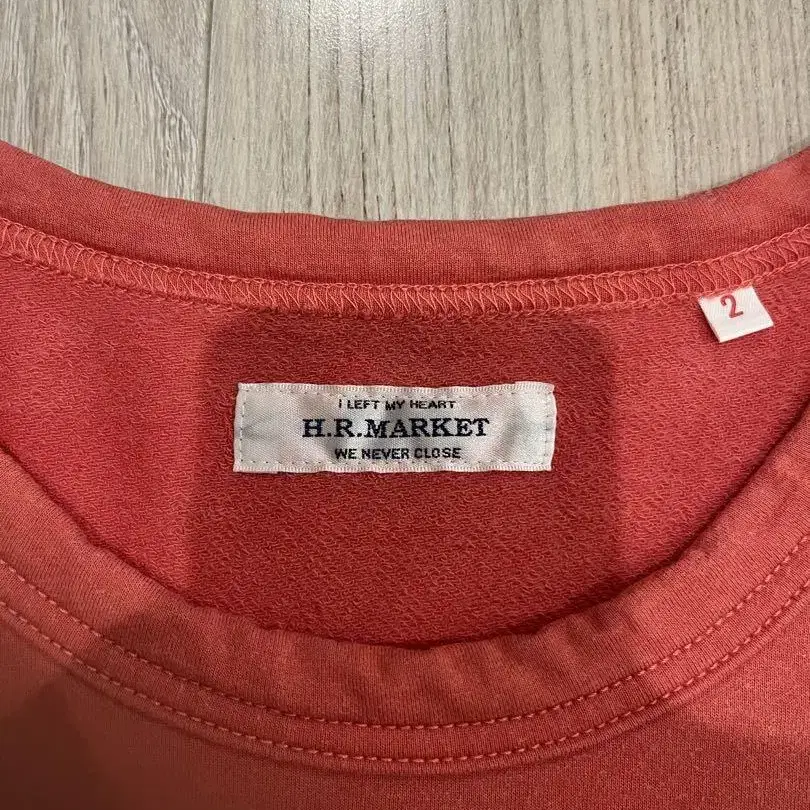 2
I LEFT MY HEART
H.R.MARKET
WE NEVER CLOSE